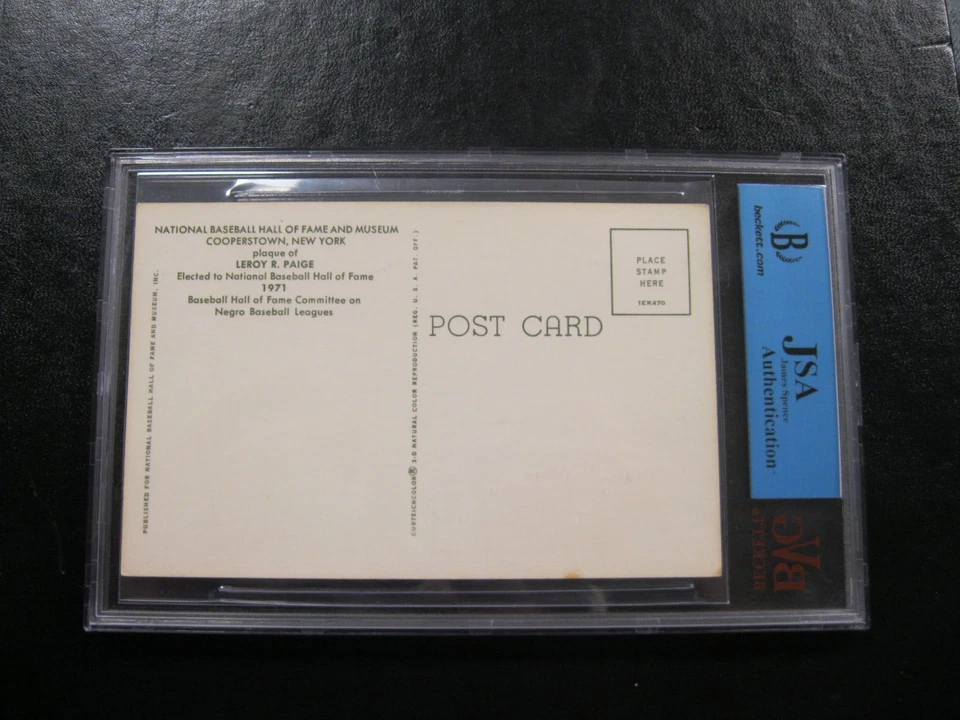 NATIONAL BASEBALL HALL OF FAME AND MUSEUM
COOPERSTOWN, NEW YORK
plaque of
LEROY R. PAIGE
Elected to National Baseball Hall of Fame
1971
Baseball Hall of Fame Committee on
Negro Baseball Leagues
PUBLISHED FOR NATIONAL BASEBALL HALL OF FAME AND MUSEUM, INC.
CURTEICHCOLOR® 3-D NATURAL COLOR REPRODUCTION (REG. U. S. A. PAT. OFF.)
POST CARD
PLACE
STAMP
HERE
1EK470
B
beckett.com
JSA
James Spence
Authentication
BVG